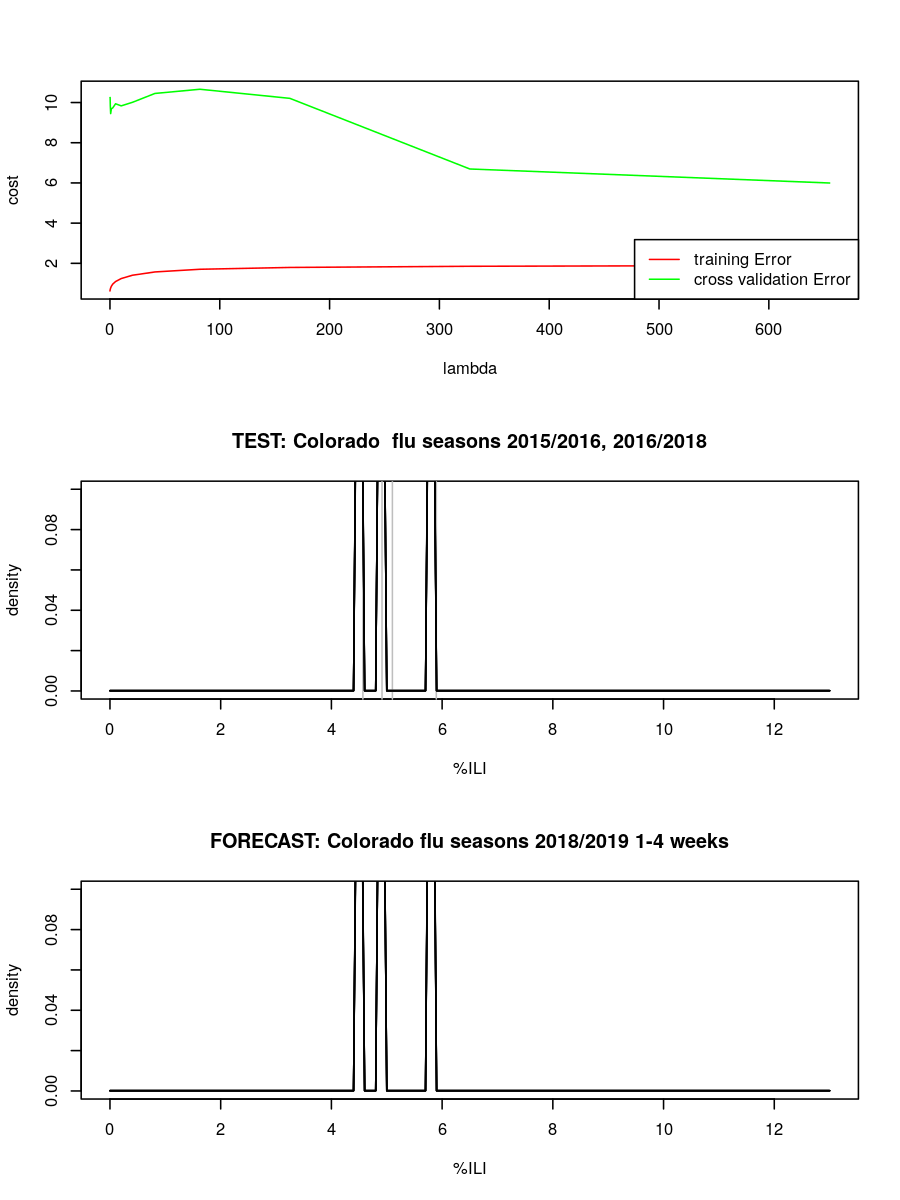 10
8
6
4
2
cost
training Error
cross validation Error
0 100 200 300 400 500 600
lambda
TEST: Colorado  flu seasons 2015/2016, 2016/2018
0.08
0.04
0.00
density
0 2 4 6 8 10 12
%ILI
FORECAST: Colorado flu seasons 2018/2019 1-4 weeks
0.08
0.04
0.00
density
0 2 4 6 8 10 12
%ILI